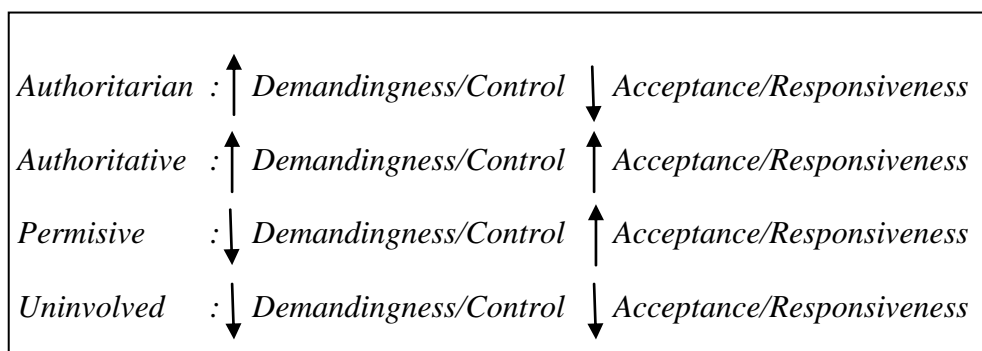 Authoritarian : ↑ Demandingness/Control ↓ Acceptance/Responsiveness
Authoritative : ↑ Demandingness/Control ↑ Acceptance/Responsiveness
Permisive : ↓ Demandingness/Control ↑ Acceptance/Responsiveness
Uninvolved : ↓ Demandingness/Control ↓ Acceptance/Responsiveness